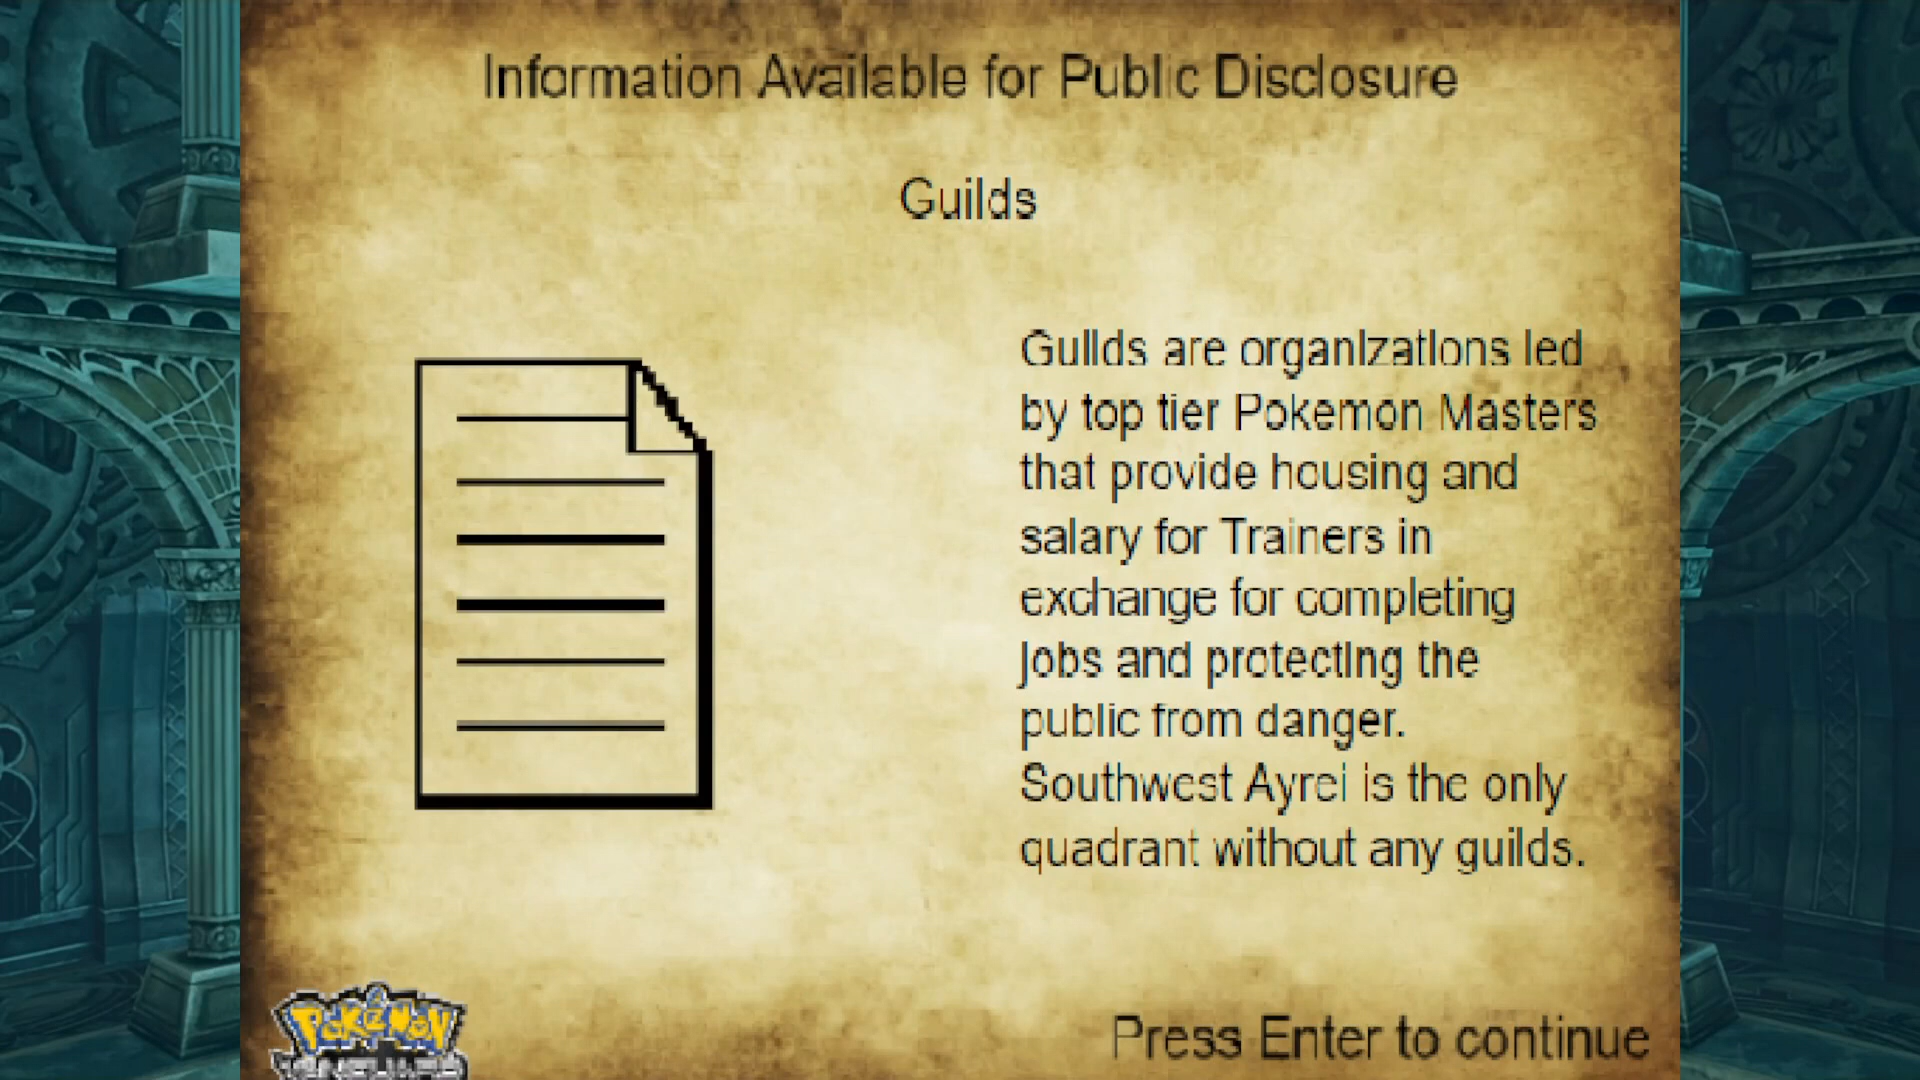 Information Available for Public Disclosure
Guilds
Guilds are organizations led
by top tier Pokemon Masters
that provide housing and
salary for Trainers in
exchange for completing
jobs and protecting the
public from danger.
Southwest Ayrei is the only
quadrant without any guilds.
Press Enter to continue
POKéMON